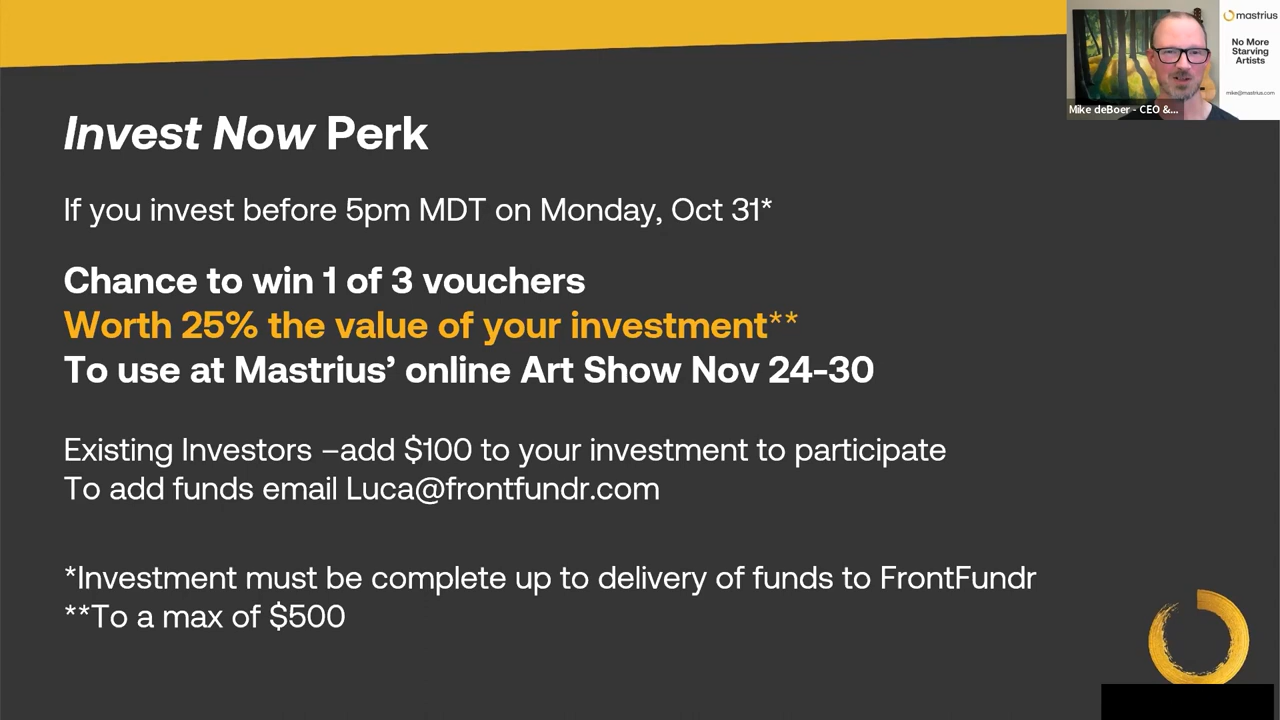 mastrius
No More
Starving
Artists
mike@mastrius.com
Mike deBoer - CEO &...
Invest Now Perk
If you invest before 5pm MDT on Monday, Oct 31*
Chance to win 1 of 3 vouchers
Worth 25% the value of your investment**
To use at Mastrius’ online Art Show Nov 24-30
Existing Investors –add $100 to your investment to participate
To add funds email Luca@frontfundr.com
*Investment must be complete up to delivery of funds to FrontFundr
**To a max of $500